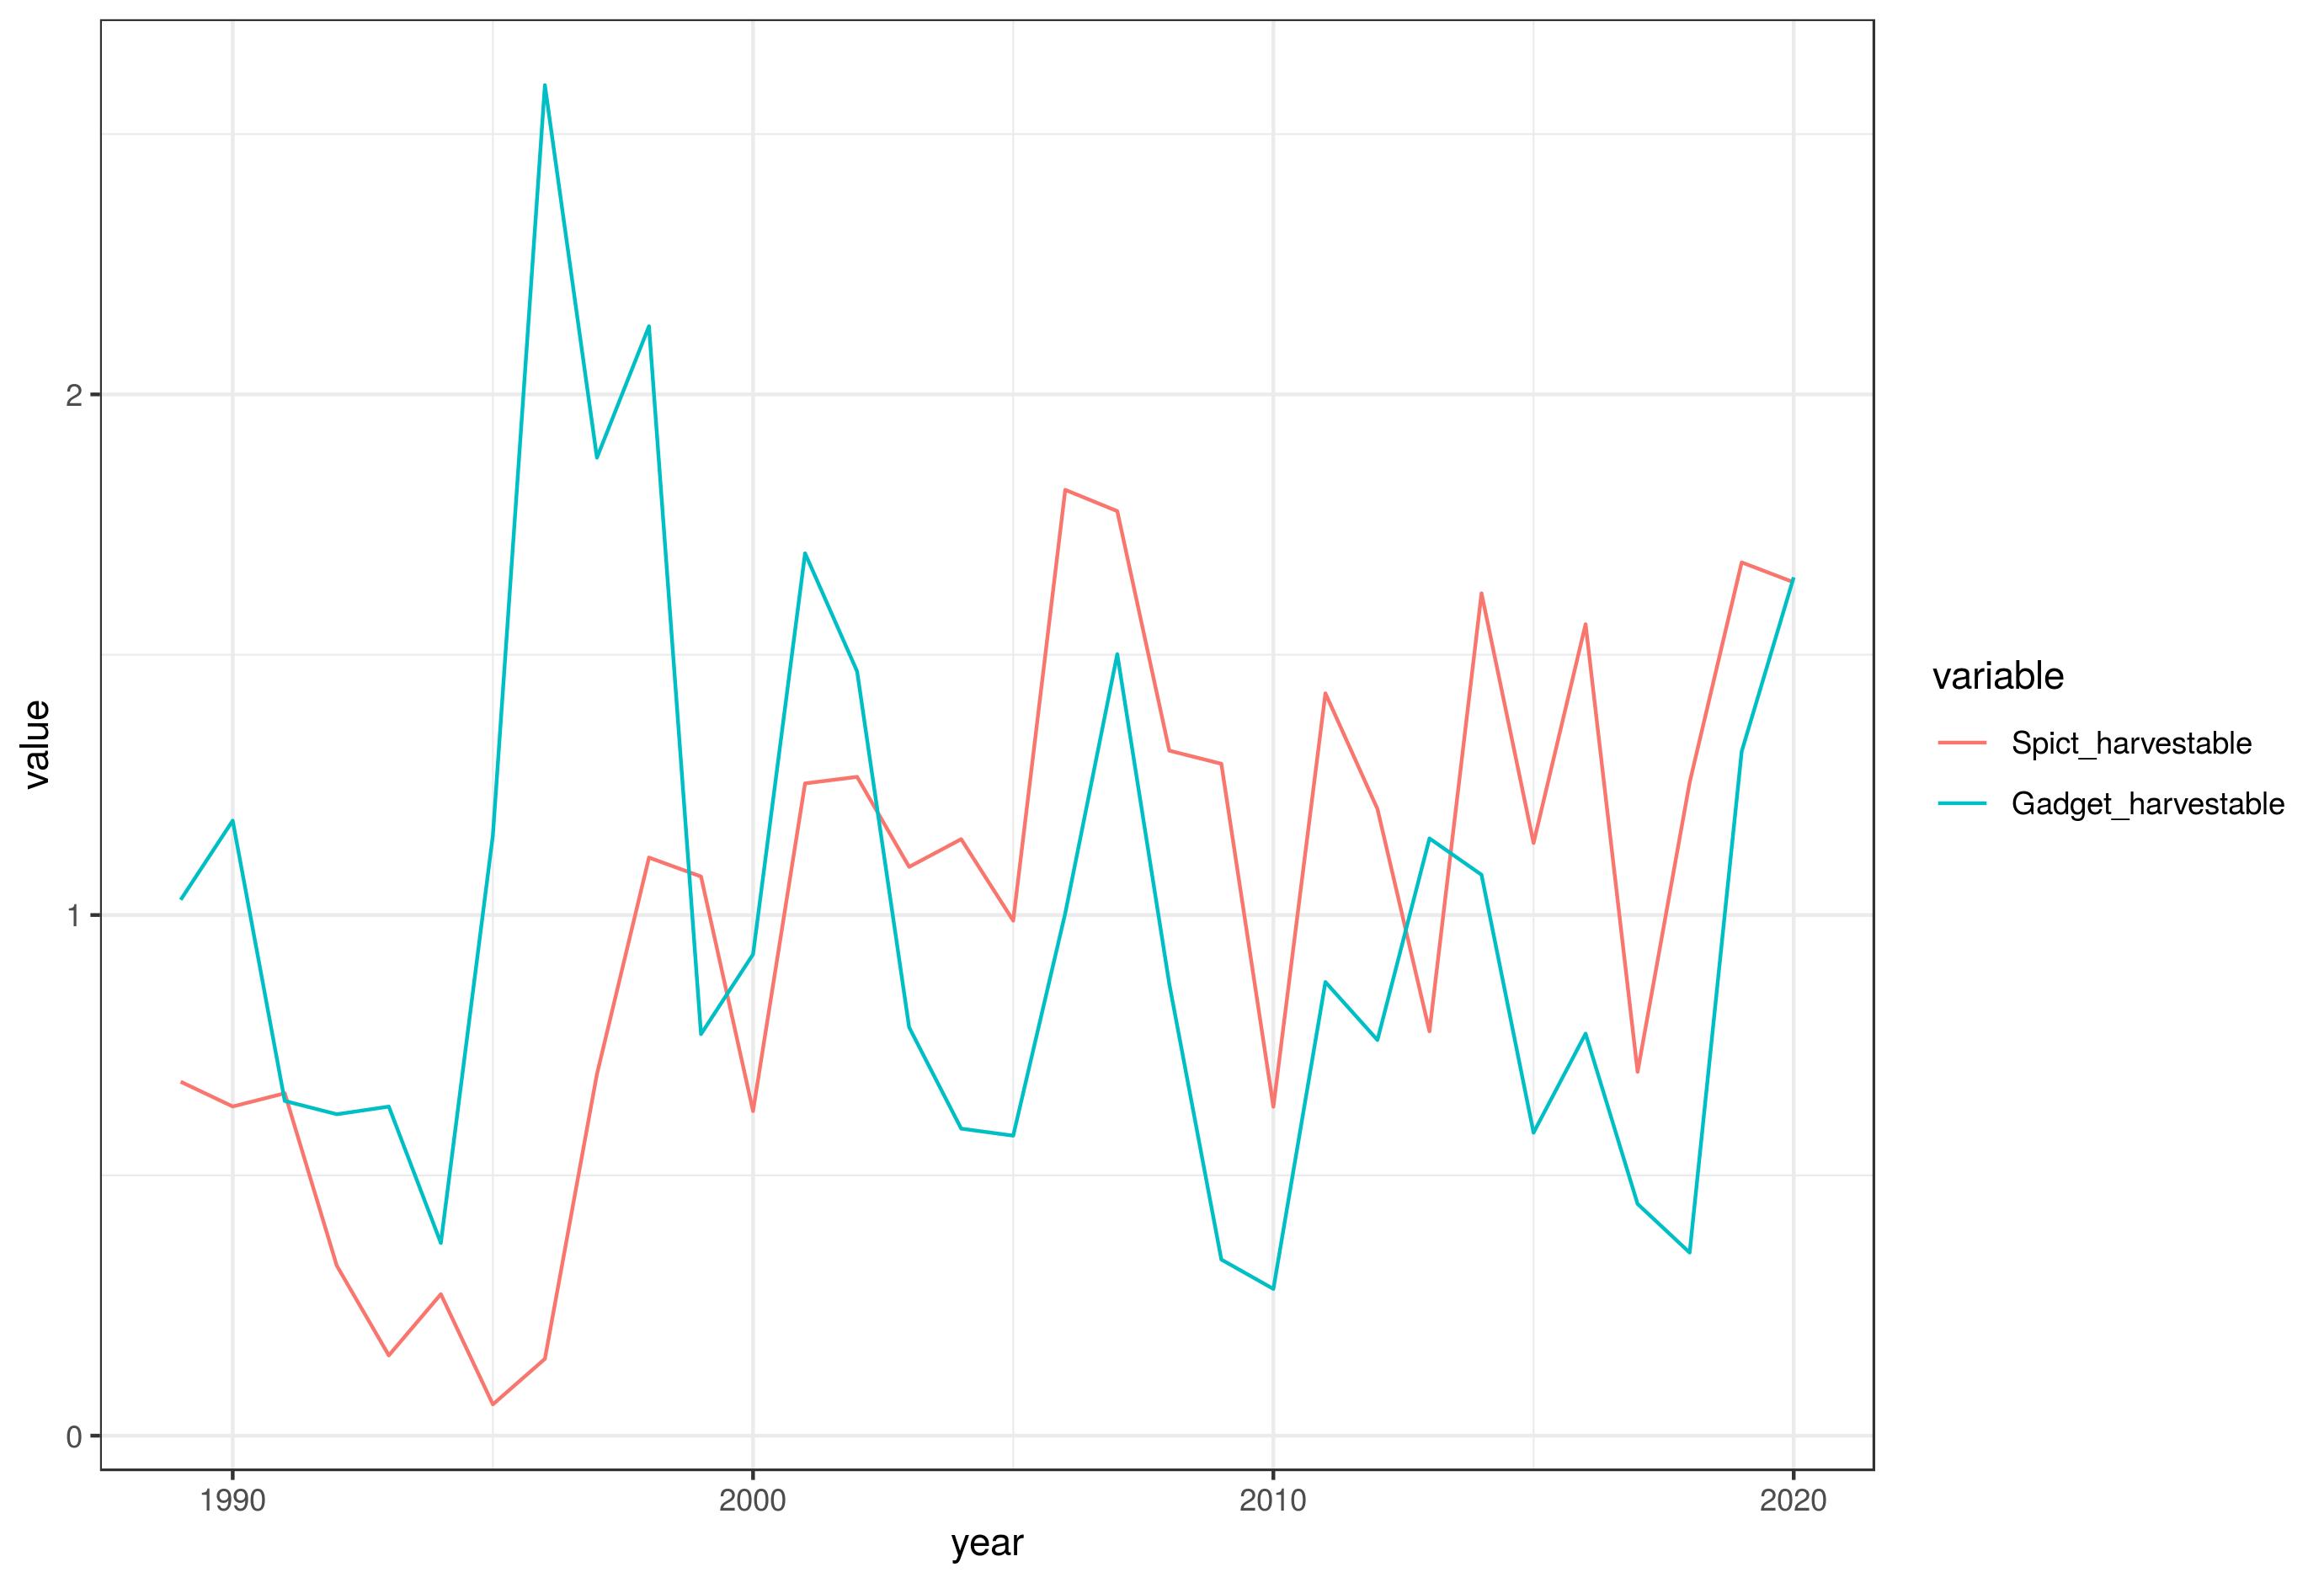 2
1
0
value
1990
2000
2010
2020
year
variable
Spict_harvestable
Gadget_harvestable